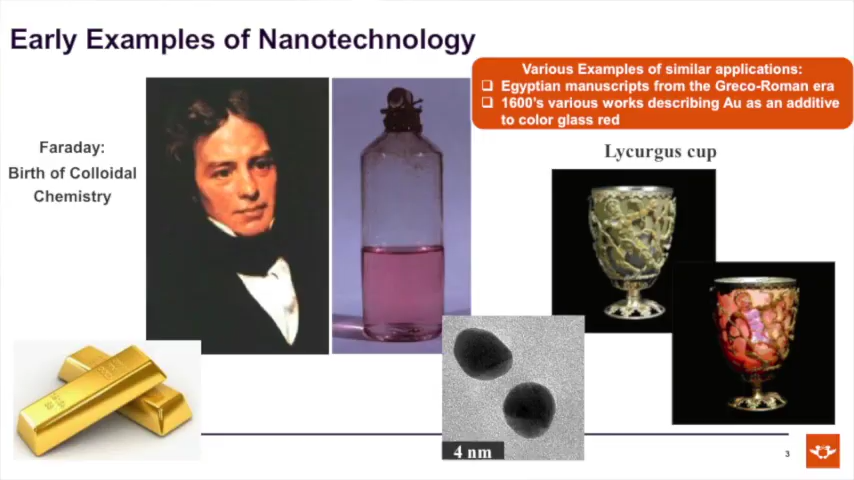 Early Examples of Nanotechnology
Various Examples of similar applications:
Egyptian manuscripts from the Greco-Roman era
1600's various works describing Au as an additive
to color glass red
Faraday:
Birth of Colloidal
Chemistry
Lycurgus cup
4 nm
3